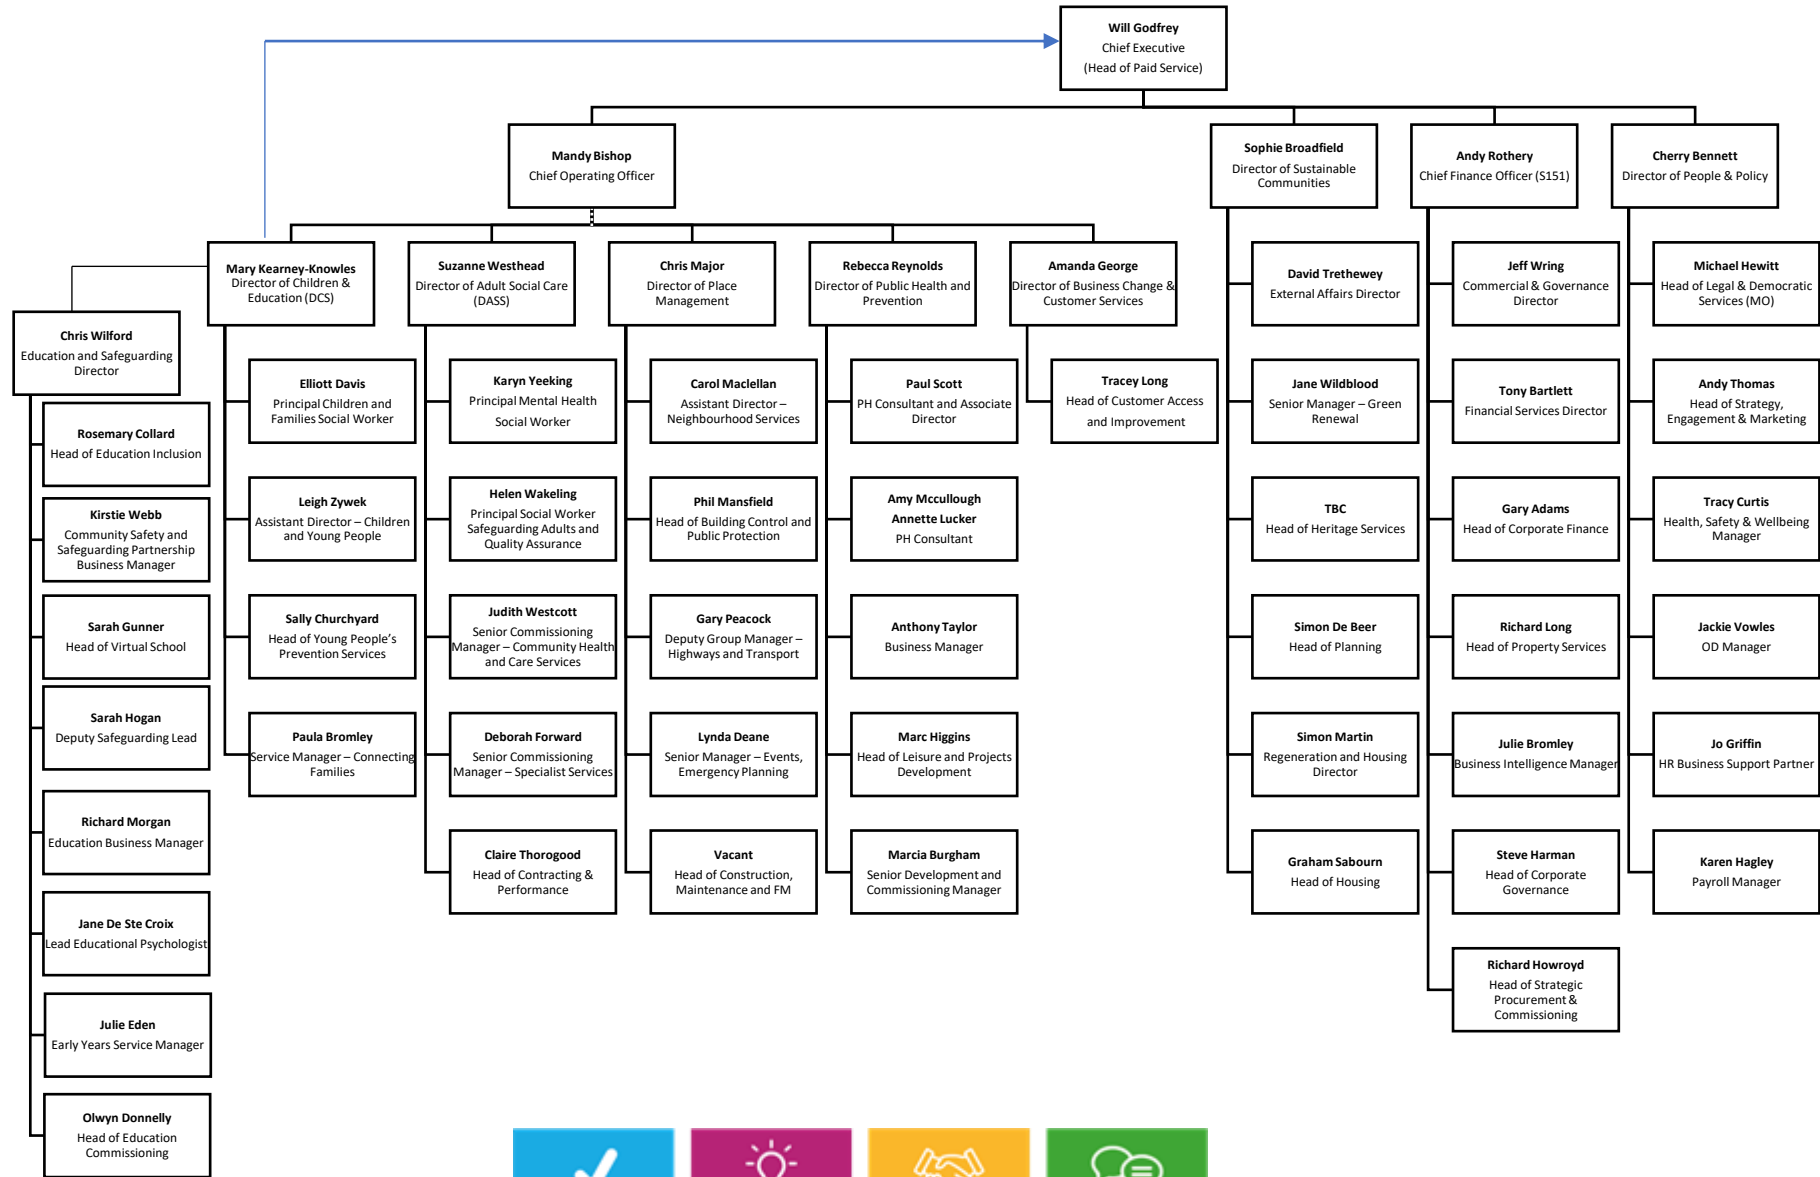 Will Godfrey
Chief Executive
(Head of Paid Service)
Mandy Bishop
Chief Operating Officer
Sophie Broadfield
Director of Sustainable
Communities
Andy Rothery
Chief Finance Officer (S151)
Cherry Bennett
Director of People & Policy
Mary Kearney-Knowles
Director of Children &
Education (DCS)
Suzanne Westhead
Director of Adult Social Care
(DASS)
Chris Major
Director of Place
Management
Rebecca Reynolds
Director of Public Health and
Prevention
Amanda George
Director of Business Change &
Customer Services
Chris Wilford
Education and Safeguarding
Director
Rosemary Collard
Head of Education Inclusion
Kirstie Webb
Community Safety and
Safeguarding Partnership
Business Manager
Sarah Gunner
Head of Virtual School
Sarah Hogan
Deputy Safeguarding Lead
Richard Morgan
Education Business Manager
Jane De Ste Croix
Lead Educational Psychologist
Julie Eden
Early Years Service Manager
Olwyn Donnelly
Head of Education
Commissioning
Elliott Davis
Principal Children and
Families Social Worker
Leigh Zywek
Assistant Director – Children
and Young People
Sally Churchyard
Head of Young People's
Prevention Services
Paula Bromley
Service Manager – Connecting
Families
Karyn Yeeking
Principal Mental Health
Social Worker
Helen Wakeling
Principal Social Worker
Safeguarding Adults and
Quality Assurance
Judith Westcott
Senior Commissioning
Manager – Community Health
and Care Services
Deborah Forward
Senior Commissioning
Manager – Specialist Services
Claire Thorogood
Head of Contracting &
Performance
Carol Maclellan
Assistant Director –
Neighbourhood Services
Phil Mansfield
Head of Building Control and
Public Protection
Gary Peacock
Deputy Group Manager –
Highways and Transport
Lynda Deane
Senior Manager – Events,
Emergency Planning
Vacant
Head of Construction,
Maintenance and FM
Paul Scott
PH Consultant and Associate
Director
Amy Mccullough
Annette Lucker
PH Consultant
Anthony Taylor
Business Manager
Marc Higgins
Head of Leisure and Projects
Development
Marcia Burgham
Senior Development and
Commissioning Manager
Tracey Long
Head of Customer Access
and Improvement
David Trethewey
External Affairs Director
Jane Wildblood
Senior Manager – Green
Renewal
TBC
Head of Heritage Services
Simon De Beer
Head of Planning
Simon Martin
Regeneration and Housing
Director
Graham Sabourn
Head of Housing
Jeff Wring
Commercial & Governance
Director
Tony Bartlett
Financial Services Director
Gary Adams
Head of Corporate Finance
Richard Long
Head of Property Services
Julie Bromley
Business Intelligence Manager
Steve Harman
Head of Corporate
Governance
Richard Howroyd
Head of Strategic
Procurement &
Commissioning
Michael Hewitt
Head of Legal & Democratic
Services (MO)
Andy Thomas
Head of Strategy,
Engagement & Marketing
Tracy Curtis
Health, Safety & Wellbeing
Manager
Jackie Vowles
OD Manager
Jo Griffin
HR Business Support Partner
Karen Hagley
Payroll Manager